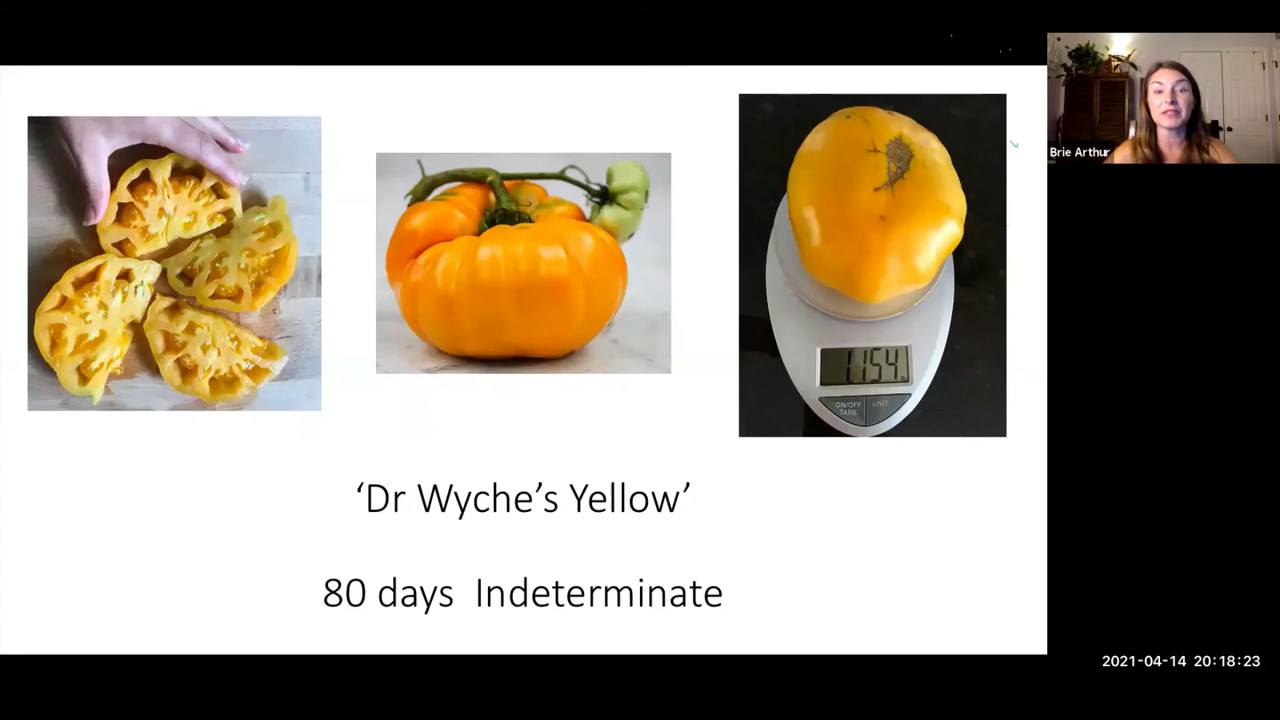 Brie Arthur
1.154
ON/OFF
TARE
UNIT
‘Dr Wyche’s Yellow’
80 days Indeterminate
2021-04-14 20:18:23